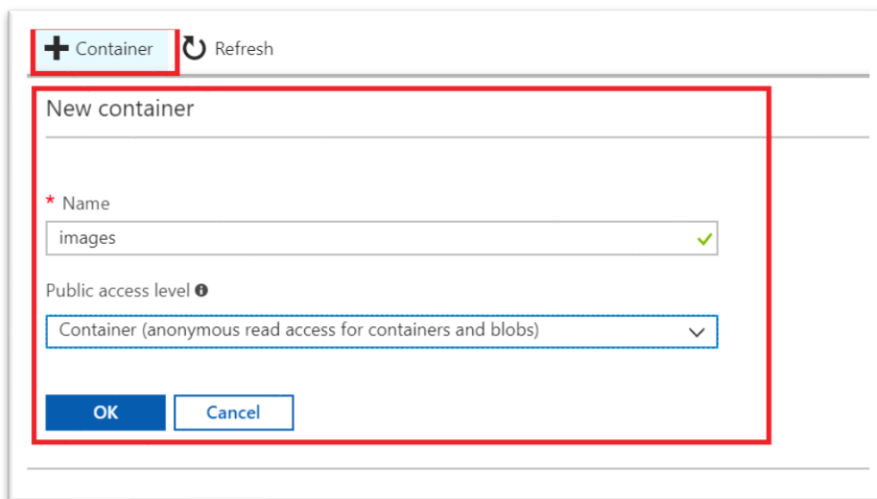 + Container Refresh
New container
* Name
images
Public access level
Container (anonymous read access for containers and blobs)
OK Cancel